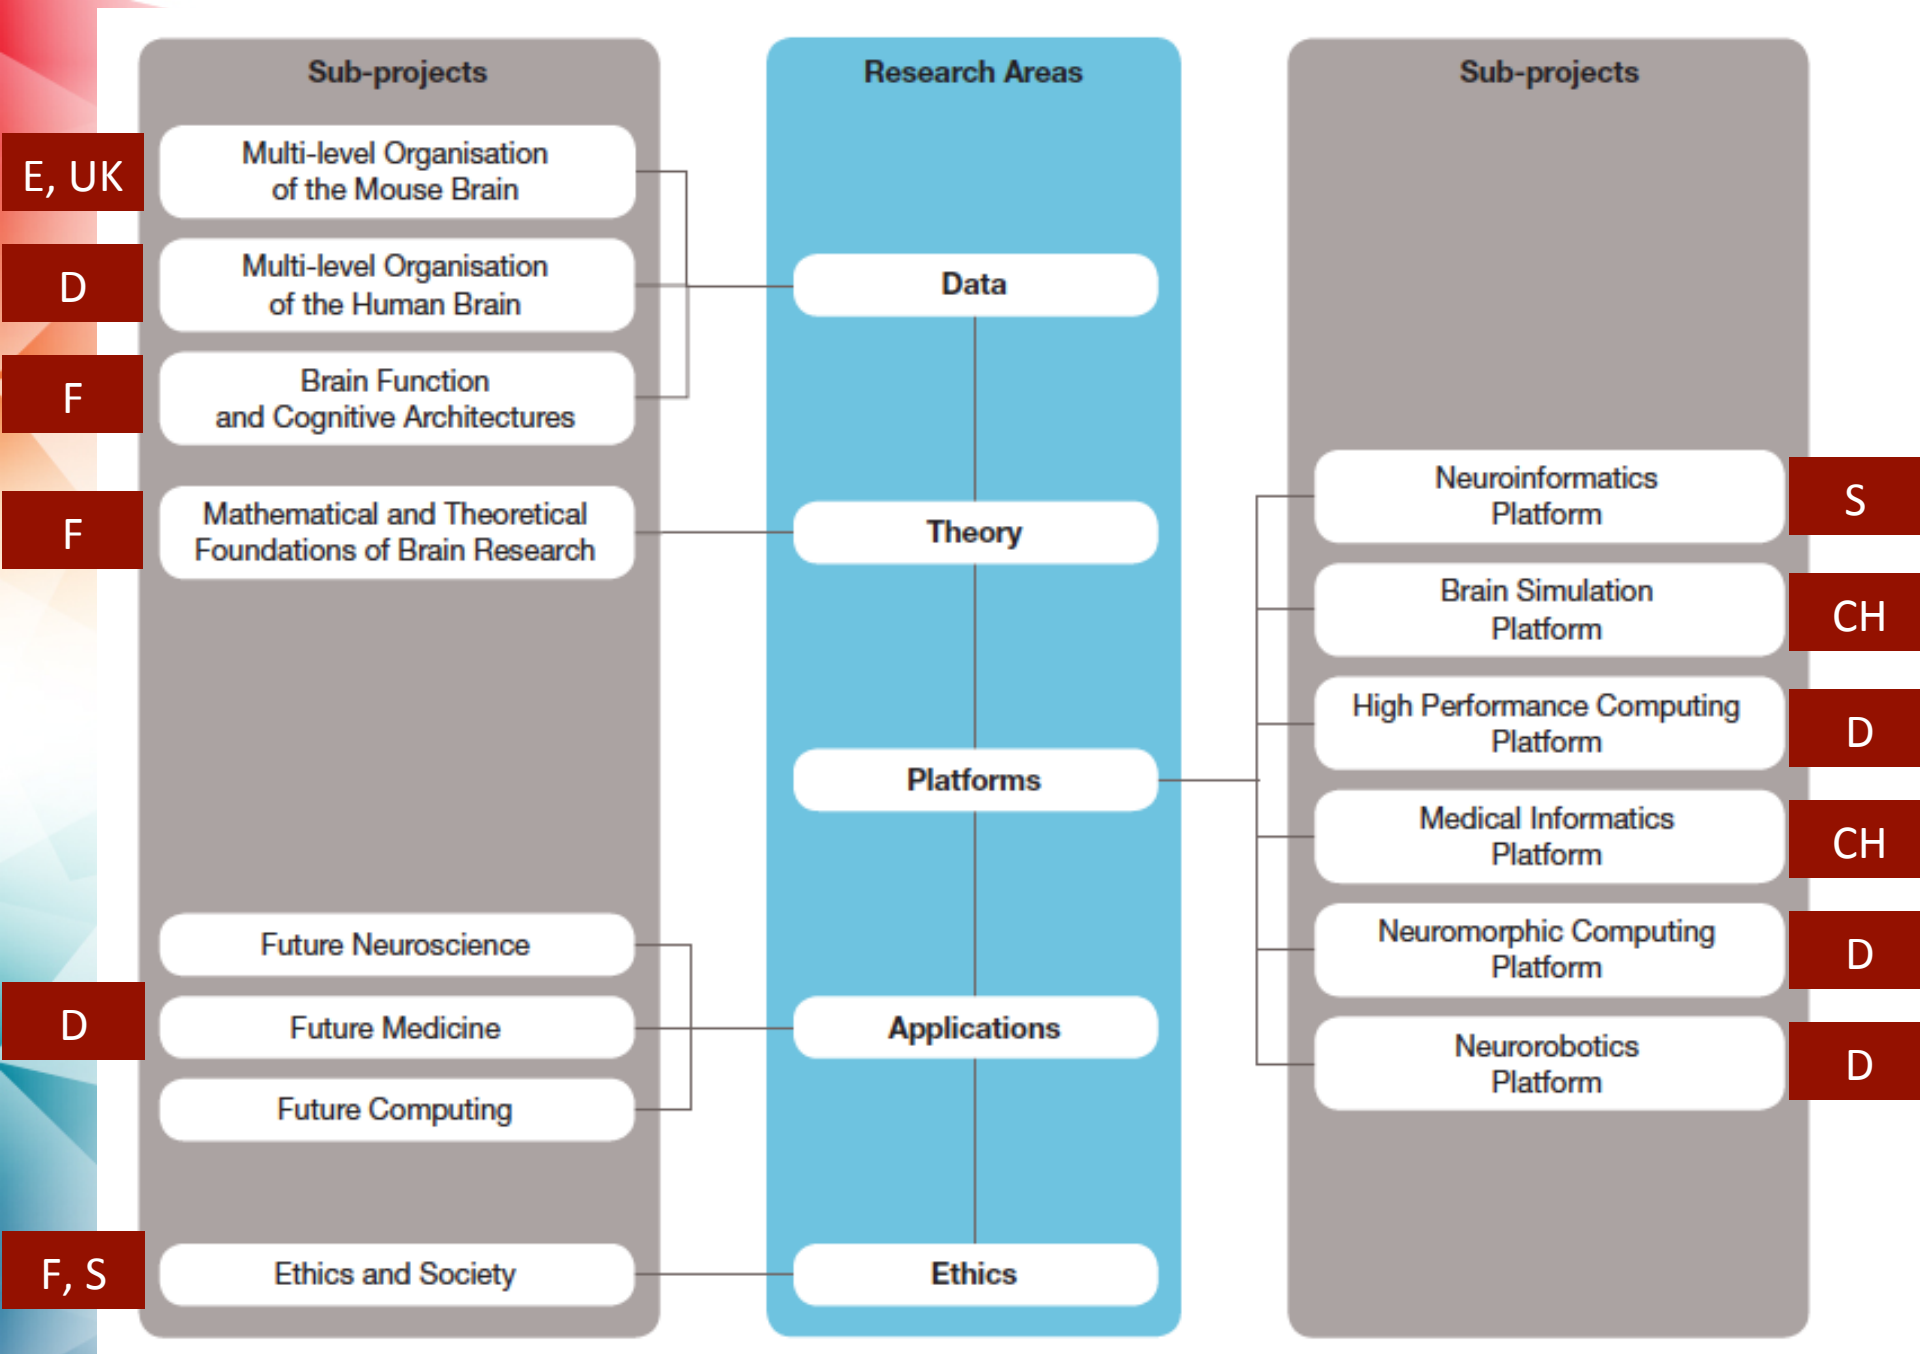 Sub-projects
E, UK
Multi-level Organisation
of the Mouse Brain
D
Multi-level Organisation
of the Human Brain
F
Brain Function
and Cognitive Architectures
F
Mathematical and Theoretical
Foundations of Brain Research
Future Neuroscience
D
Future Medicine
Future Computing
F, S
Ethics and Society
Research Areas
Data
Theory
Platforms
Applications
Ethics
Sub-projects
Neuroinformatics
Platform
S
Brain Simulation
Platform
CH
High Performance Computing
Platform
D
Medical Informatics
Platform
CH
Neuromorphic Computing
Platform
D
Neurorobotics
Platform
D